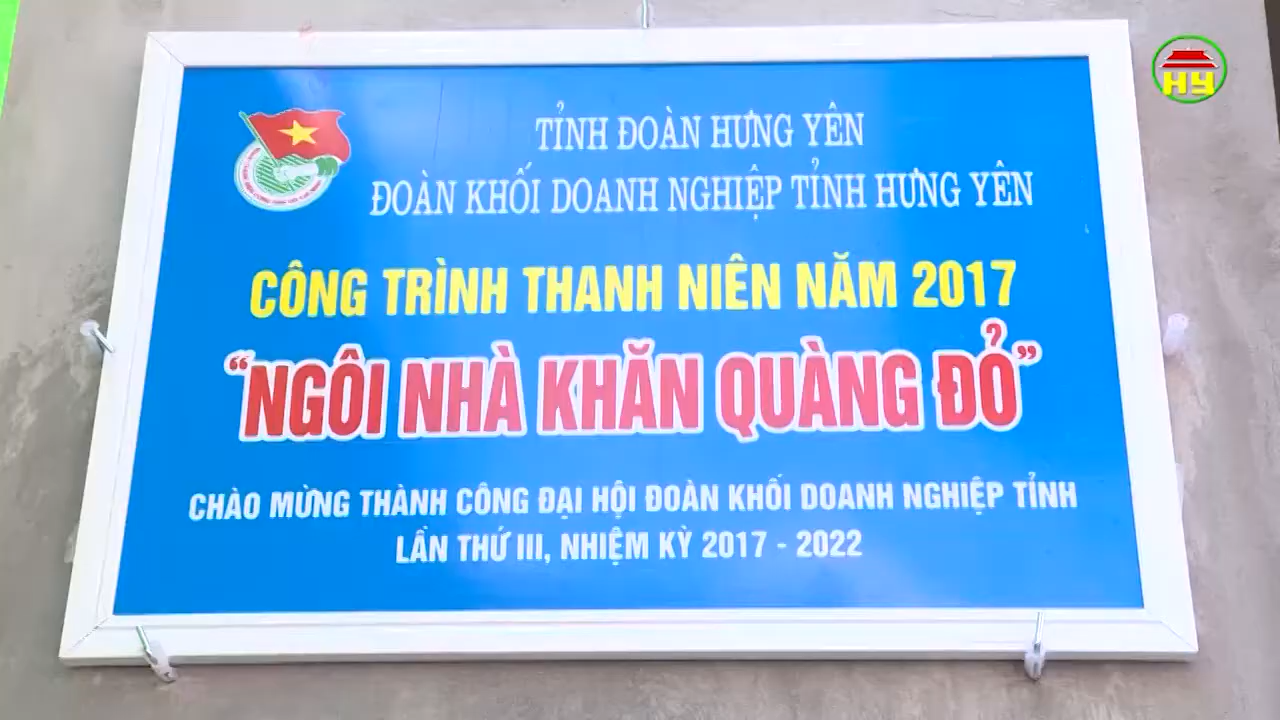 HY
TỈNH ĐOÀN HƯNG YÊN
ĐOÀN KHỐI DOANH NGHIỆP TỈNH HƯNG YÊN
CÔNG TRÌNH THANH NIÊN NĂM 2017
“NGÔI NHÀ KHĂN QUÀNG ĐỎ”
CHÀO MỪNG THÀNH CÔNG ĐẠI HỘI ĐOÀN KHỐI DOANH NGHIỆP TỈNH
LẦN THỨ III, NHIỆM KỲ 2017 - 2022